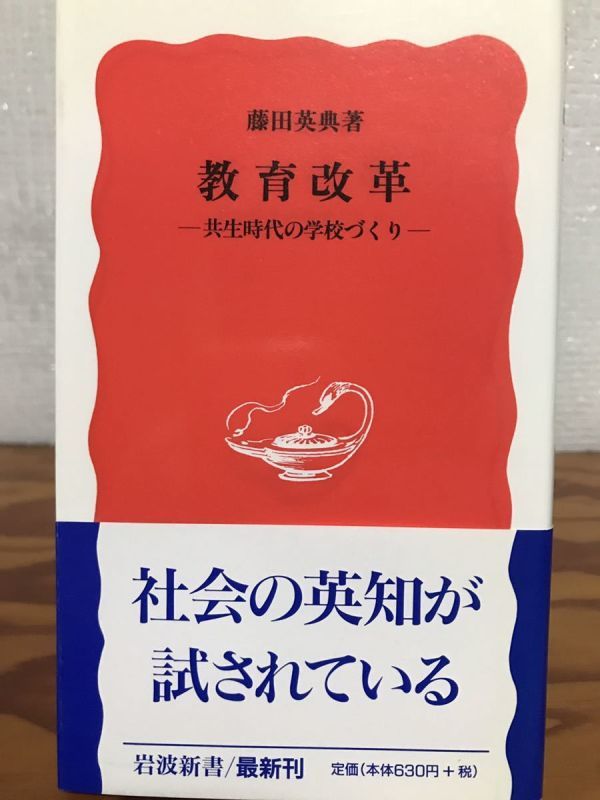 藤田英典著
教育改革
―共生時代の学校づくり―
社会の英知が
試されている
岩波新書/最新刊 定価(本体630円+税)